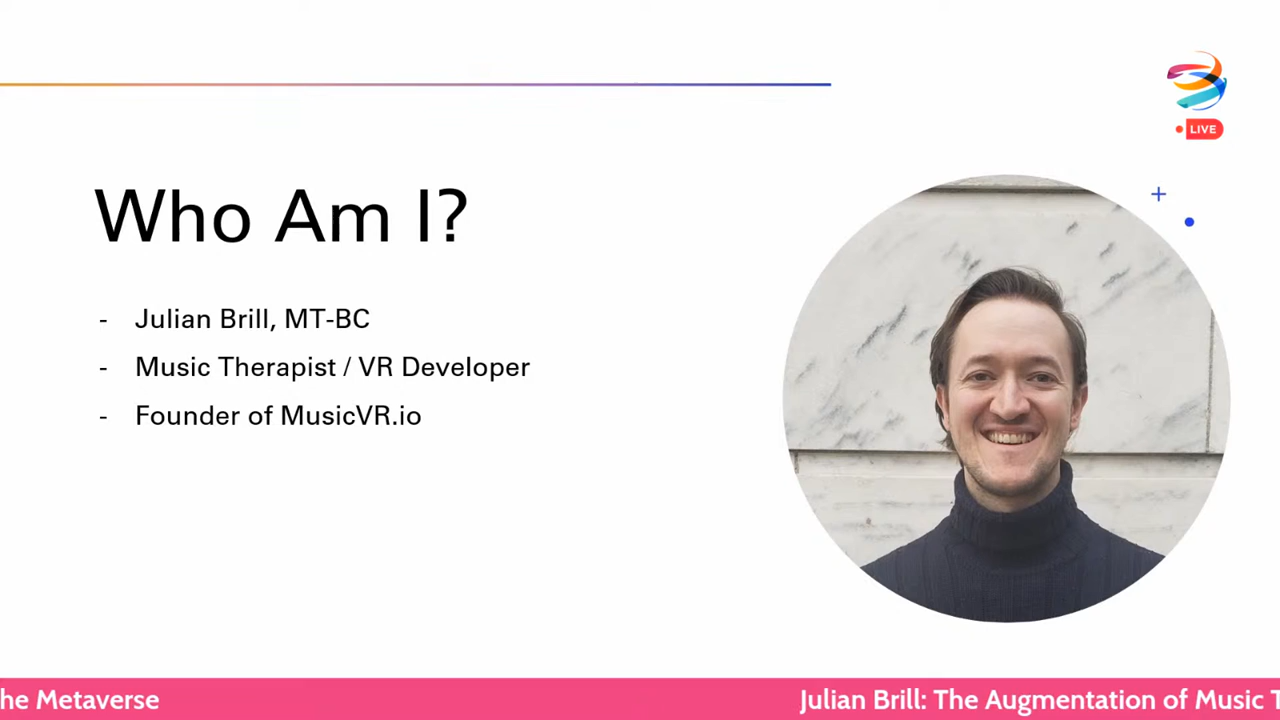 LIVE
Who Am I?
- Julian Brill, MT-BC
- Music Therapist / VR Developer
- Founder of MusicVR.io
he Metaverse
Julian Brill: The Augmentation of Music T